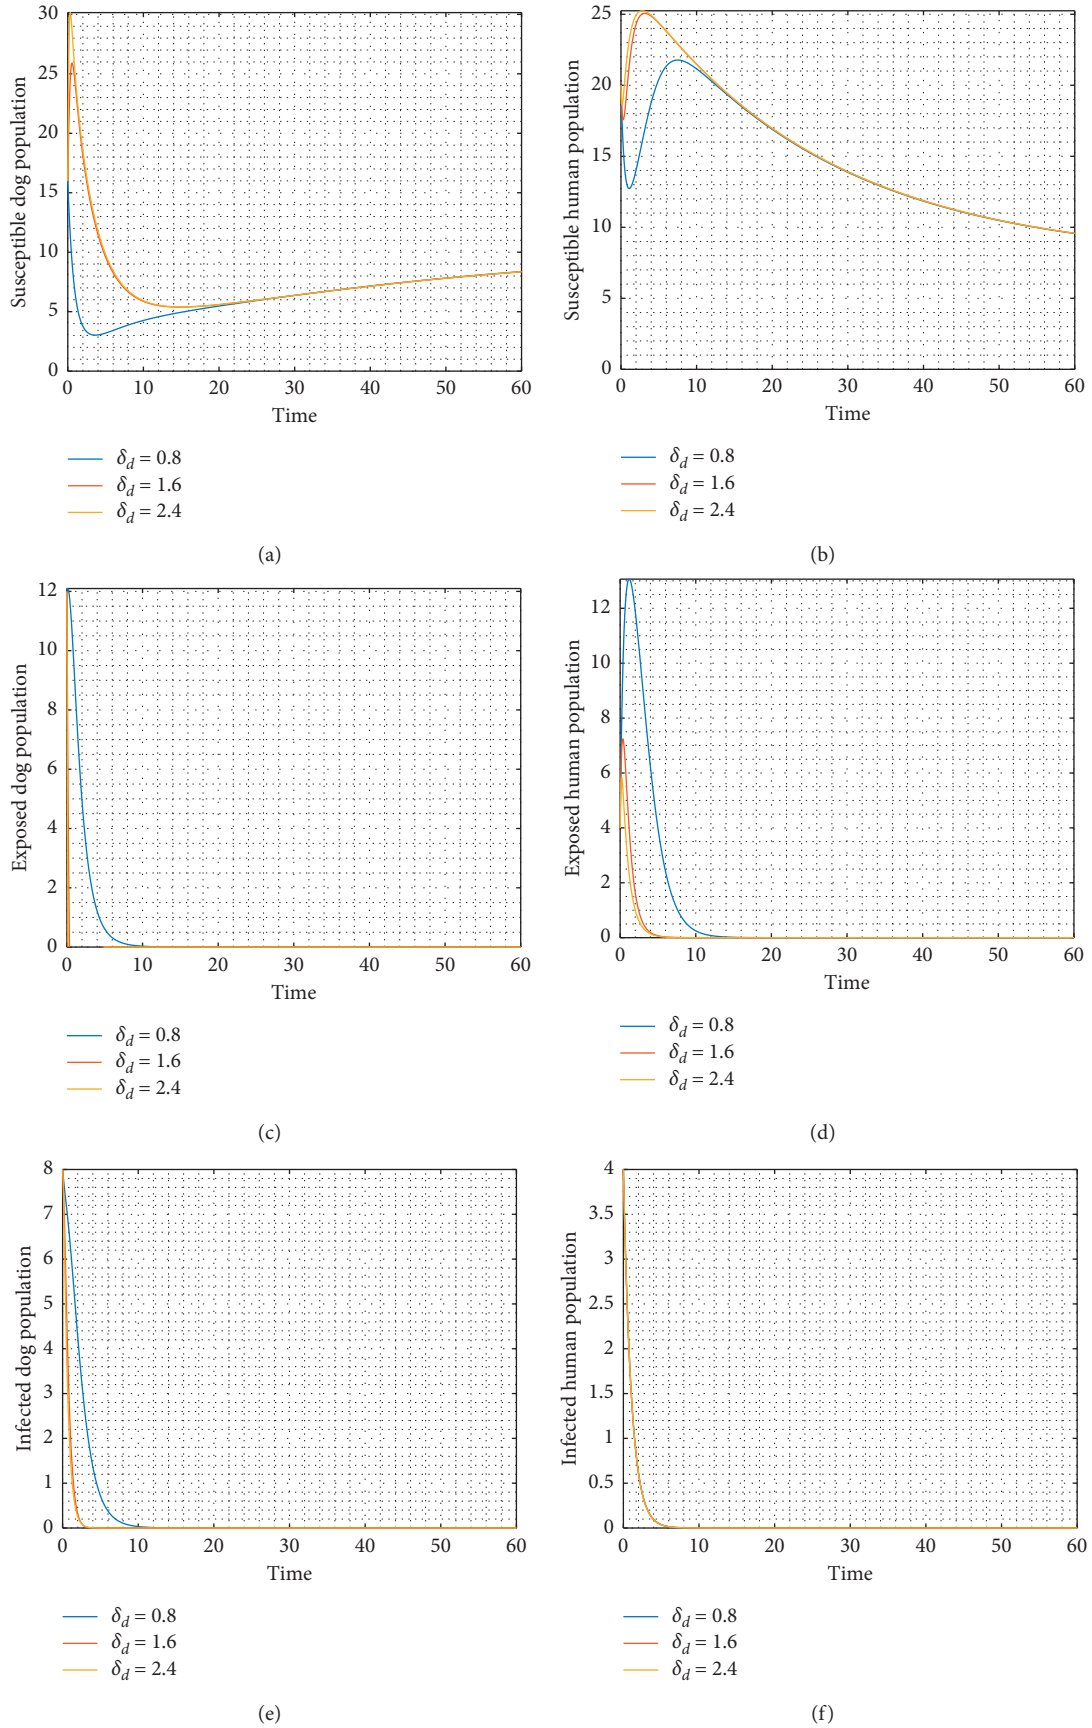 30
25
20
15
10
5
0
Susceptible dog population
0 10 20 30 40 50 60
Time
δd = 0.8
δd = 1.6
δd = 2.4
(a)
25
20
15
10
5
0
Susceptible human population
0 10 20 30 40 50 60
Time
δd = 0.8
δd = 1.6
δd = 2.4
(b)
12
10
8
6
4
2
0
Exposed dog population
0 10 20 30 40 50 60
Time
δd = 0.8
δd = 1.6
δd = 2.4
(c)
12
10
8
6
4
2
0
Exposed human population
0 10 20 30 40 50 60
Time
δd = 0.8
δd = 1.6
δd = 2.4
(d)
8
7
6
5
4
3
2
1
0
Infected dog population
0 10 20 30 40 50 60
Time
δd = 0.8
δd = 1.6
δd = 2.4
(e)
4
3.5
3
2.5
2
1.5
1
0.5
0
Infected human population
0 10 20 30 40 50 60
Time
δd = 0.8
δd = 1.6
δd = 2.4
(f)